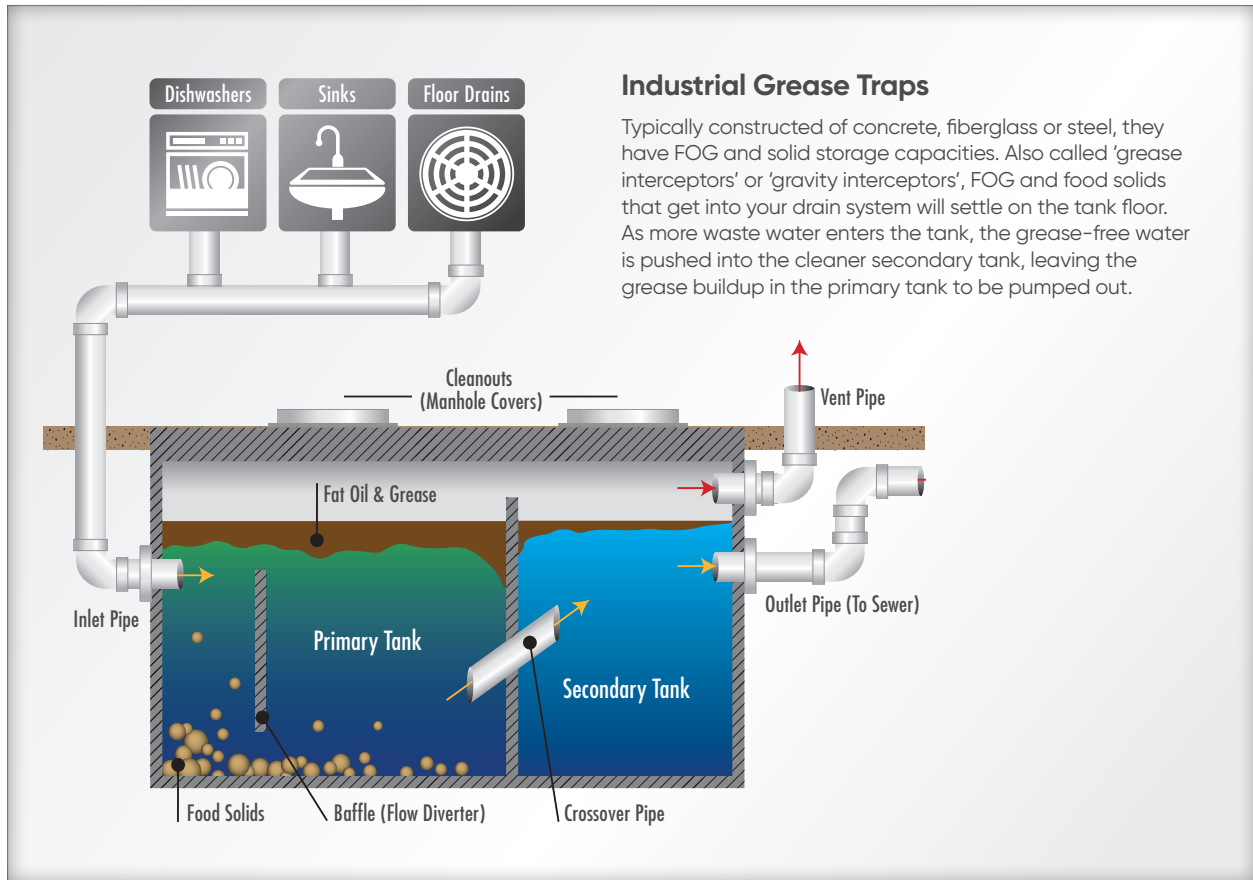 Dishwashers
Sinks
Floor Drains
Industrial Grease Traps
Typically constructed of concrete, fiberglass or steel, they
have FOG and solid storage capacities. Also called ‘grease
interceptors’ or ‘gravity interceptors’, FOG and food solids
that get into your drain system will settle on the tank floor.
As more waste water enters the tank, the grease-free water
is pushed into the cleaner secondary tank, leaving the
grease buildup in the primary tank to be pumped out.
Cleanouts
(Manhole Covers)
Vent Pipe
Fat Oil & Grease
Inlet Pipe
Outlet Pipe (To Sewer)
Primary Tank
Secondary Tank
Food Solids
Baffle (Flow Diverter)
Crossover Pipe